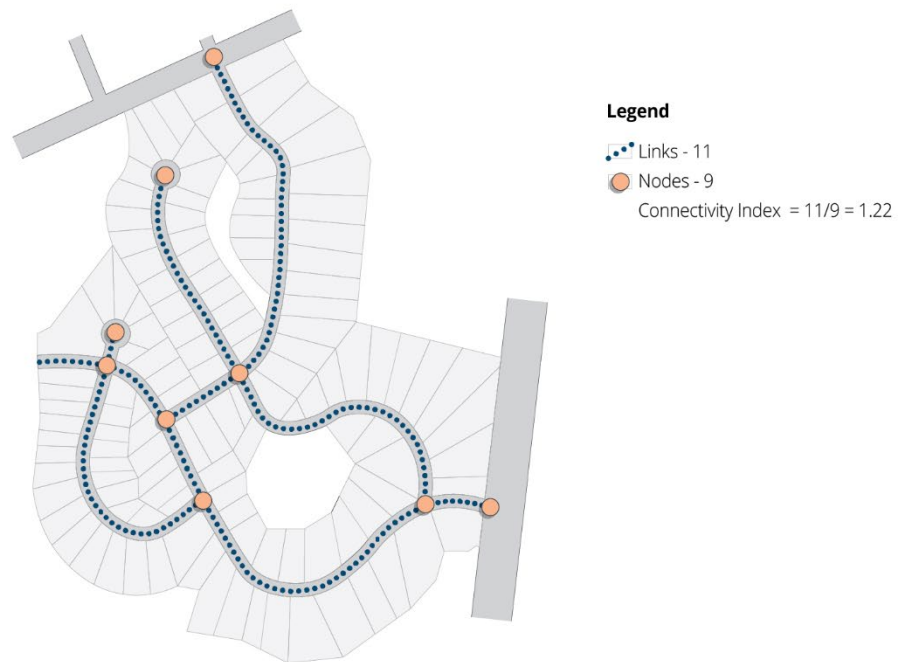 Legend
Links - 11
Nodes - 9
Connectivity Index = 11/9 = 1.22